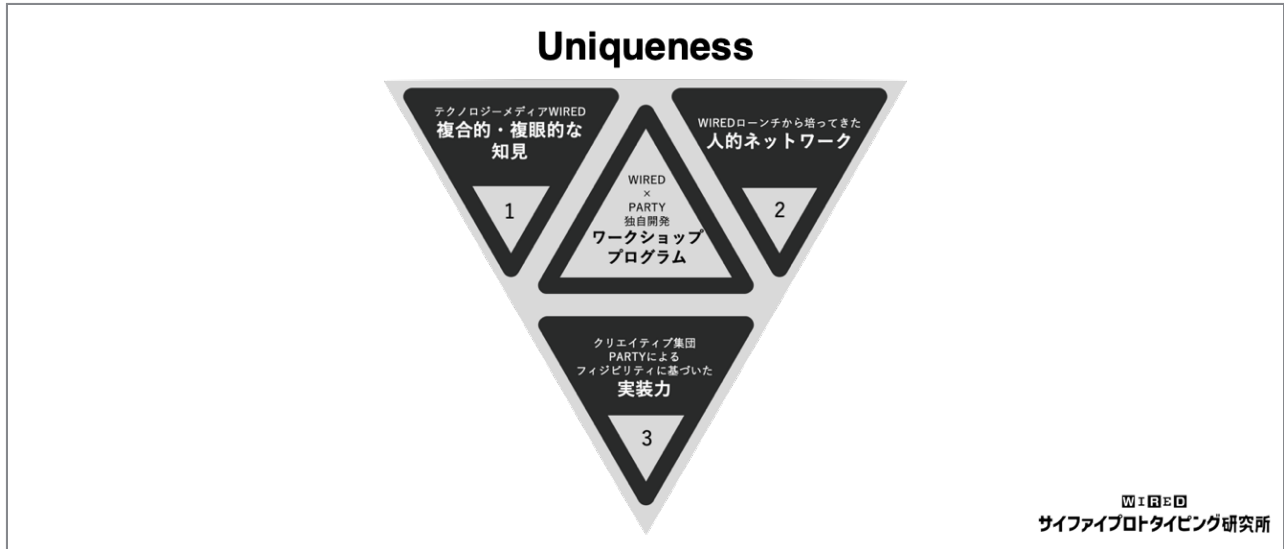 Uniqueness
テクノロジーメディアWIRED
複合的・複眼的な
知見
1
WIREDローンチから培ってきた
人的ネットワーク
2
WIRED
×
PARTY
独自開発
ワークショップ
プログラム
クリエイティブ集団
PARTYによる
フィジビリティに基づいた
実装力
3
WIRED
サイファイプロトタイピング研究所